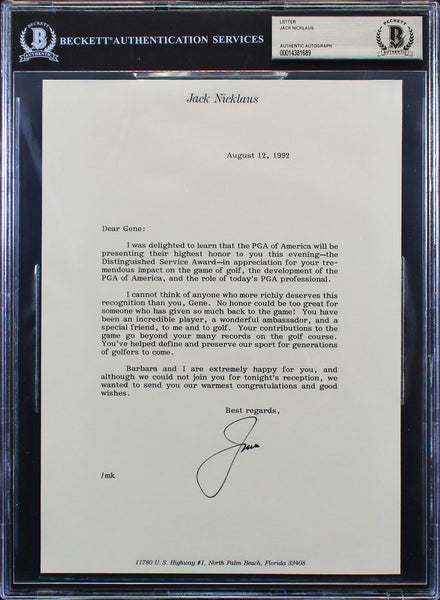 BECKETT
AUTHENTIC
BECKETT AUTHENTICATION SERVICES
LETTER
JACK NICKLAUS
AUTHENTIC AUTOGRAPH
00014381689
BECKETT
AUTHENTIC
Jack Nicklaus
August 12, 1992
Dear Gene:
I was delighted to learn that the PGA of America will be
presenting their highest honor to you this evening—the
Distinguished Service Award—in appreciation for your tre-
mendous impact on the game of golf, the development of the
PGA of America, and the role of today's PGA professional.
I cannot think of anyone who more richly deserves this
recognition than you, Gene. No honor could be too great for
someone who has given so much back to the game! You have
been an incredible player, a wonderful ambassador, and a
special friend, to me and to golf. Your contributions to the
game go beyond your many records on the golf course.
You've helped define and preserve our sport for generations
of golfers to come.
Barbara and I are extremely happy for you, and
although we could not join you for tonight's reception, we
wanted to send you our warmest congratulations and good
wishes.
Best regards,
Jack
/mk
11780 U. S. Highway #1, North Palm Beach, Florida 33408